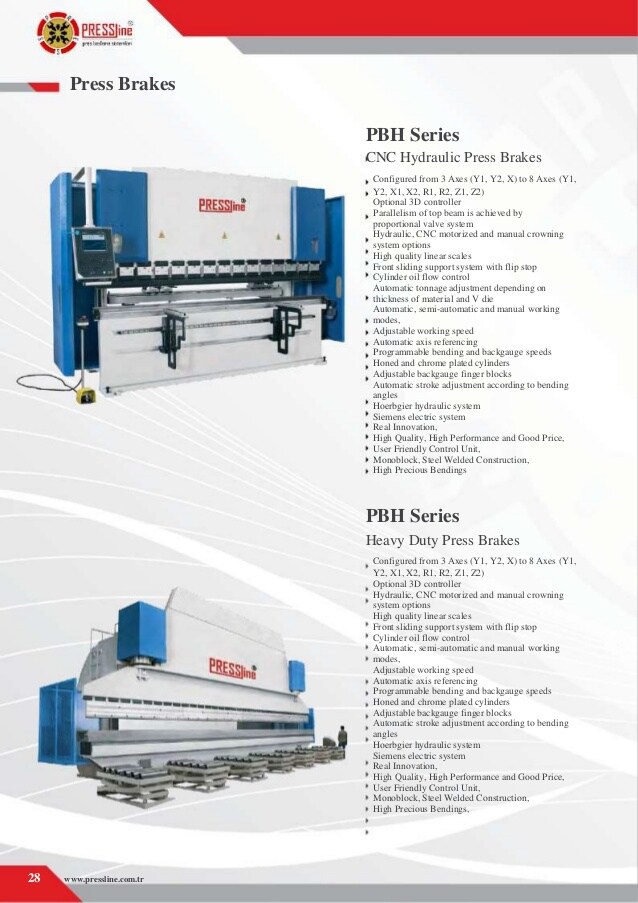 PRESSline®
Press Brakes
PBH Series
CNC Hydraulic Press Brakes
Configured from 3 Axes (Y1, Y2, X) to 8 Axes (Y1,
Y2, X1, X2, R1, R2, Z1, Z2)
Optional 3D controller
Parallelism of top beam is achieved by
proportional valve system
Hydraulic, CNC motorized and manual crowning
system options
High quality linear scales
Front sliding support system with flip stop
Cylinder oil flow control
Automatic tonnage adjustment depending on
thickness of material and V die
Automatic, semi-automatic and manual working
modes,
Adjustable working speed
Automatic axis referencing
Programmable bending and backgauge speeds
Honed and chrome plated cylinders
Adjustable backgauge finger blocks
Automatic stroke adjustment according to bending
angles
Hoerbgier hydraulic system
Siemens electric system
Real Innovation,
High Quality, High Performance and Good Price,
User Friendly Control Unit,
Monoblock, Steel Welded Construction,
High Precious Bendings
PRESSline®
PBH Series
Heavy Duty Press Brakes
Configured from 3 Axes (Y1, Y2, X) to 8 Axes (Y1,
Y2, X1, X2, R1, R2, Z1, Z2)
Optional 3D controller
Hydraulic, CNC motorized and manual crowning
system options
High quality linear scales
Front sliding support system with flip stop
Cylinder oil flow control
Automatic, semi-automatic and manual working
modes,
Adjustable working speed
Automatic axis referencing
Programmable bending and backgauge speeds
Honed and chrome plated cylinders
Adjustable backgauge finger blocks
Automatic stroke adjustment according to bending
angles
Hoerbgier hydraulic system
Siemens electric system
Real Innovation,
High Quality, High Performance and Good Price,
User Friendly Control Unit,
Monoblock, Steel Welded Construction,
High Precious Bendings,
PRESSline®
28
www.pressline.com.tr